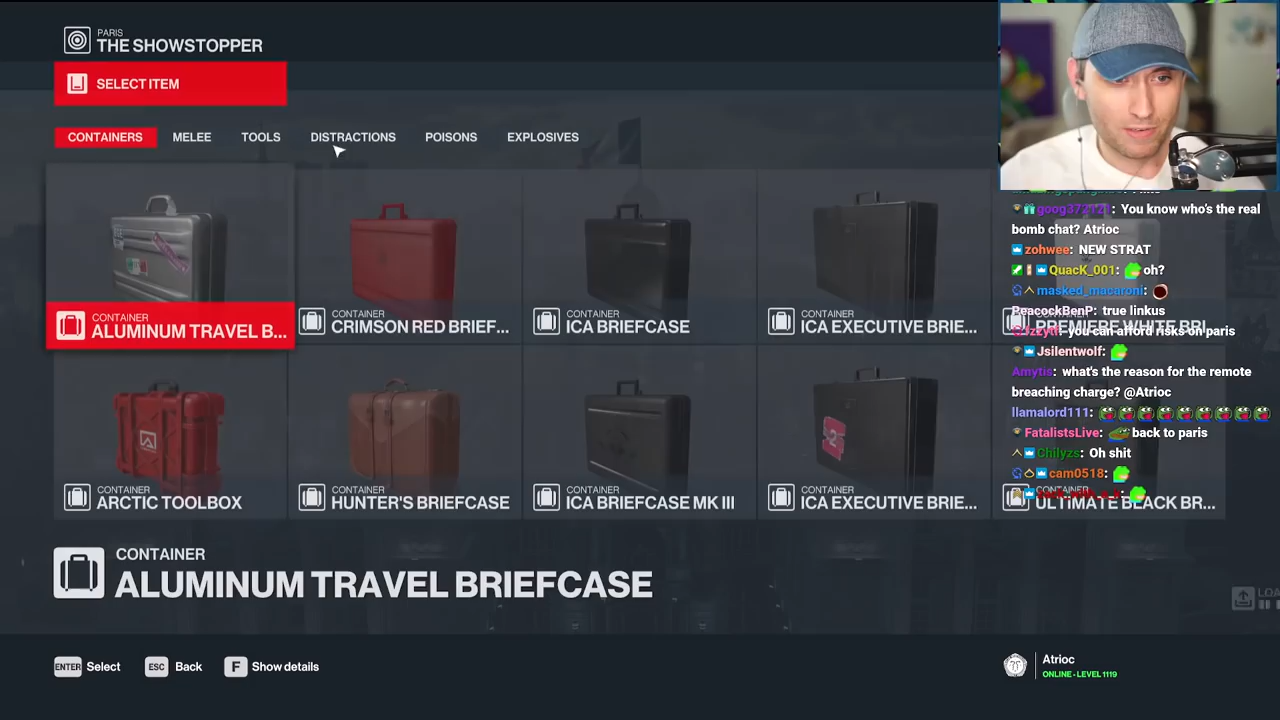 PARIS
THE SHOWSTOPPER
SELECT ITEM
CONTAINERS MELEE TOOLS DISTRACTIONS POISONS EXPLOSIVES
CONTAINER
ALUMINUM TRAVEL B...
CONTAINER
CRIMSON RED BRIEF...
CONTAINER
ICA BRIEFCASE
CONTAINER
ICA EXECUTIVE BRIE...
PREMIERE WHITE BRI...
CONTAINER
ARCTIC TOOLBOX
CONTAINER
HUNTER'S BRIEFCASE
CONTAINER
ICA BRIEFCASE MK III
CONTAINER
ICA EXECUTIVE BRIE...
CONTAINER
ULTIMATE BLACK BR...
CONTAINER
ALUMINUM TRAVEL BRIEFCASE
ENTER Select ESC Back F Show details
Atrioc
ONLINE - LEVEL 1119
You know who's the real
bomb chat? Atrioc
zohwee: NEW STRAT
QuacK_001: oh?
masked_macaroni:
PeacockBenP: true linkus
you can afford risks on paris
Jsilentwolf:
Amytis: what's the reason for the remote
breaching charge? @Atrioc
llamalord111:
FatalistsLive: back to paris
Chilyzs: Oh shit
cam0518: